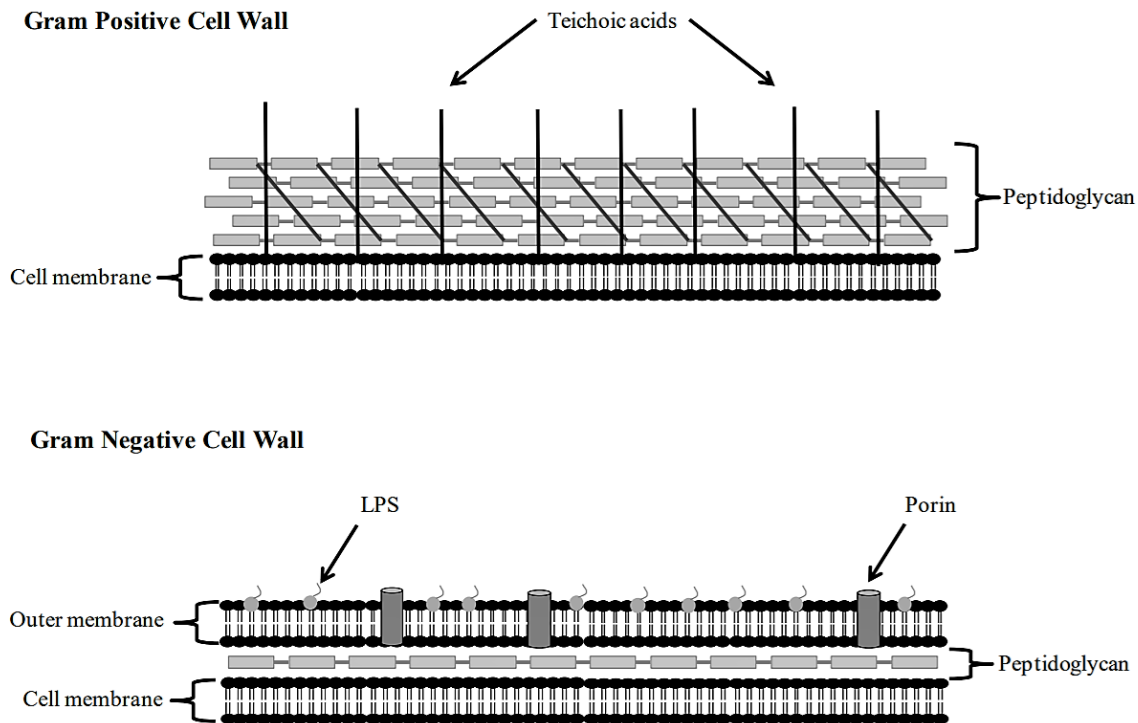 Gram Positive Cell Wall
Teichoic acids
Peptidoglycan
Cell membrane
Gram Negative Cell Wall
LPS
Porin
Outer membrane
Peptidoglycan
Cell membrane